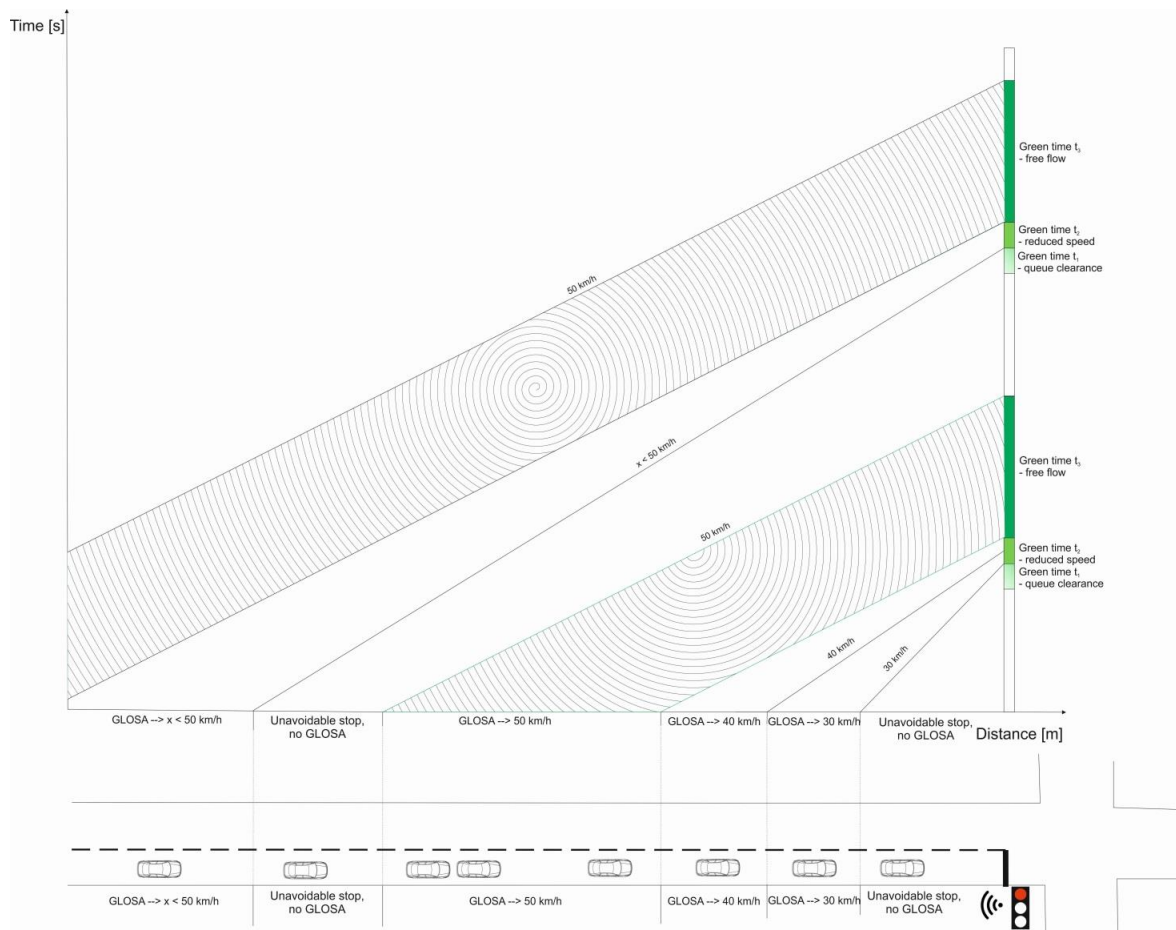 Time [s]
Green time t₃
- free flow
Green time t₂
- reduced speed
Green time t₁
- queue clearance
50 km/h
x < 50 km/h
Green time t₃
- free flow
50 km/h
Green time t₂
- reduced speed
Green time t₁
- queue clearance
40 km/h
30 km/h
GLOSA --> x < 50 km/h
Unavoidable stop,
no GLOSA
GLOSA --> 50 km/h
GLOSA --> 40 km/h
GLOSA --> 30 km/h
Unavoidable stop,
no GLOSA
Distance [m]
GLOSA --> x < 50 km/h
Unavoidable stop,
no GLOSA
GLOSA --> 50 km/h
GLOSA --> 40 km/h
GLOSA --> 30 km/h
Unavoidable stop,
no GLOSA